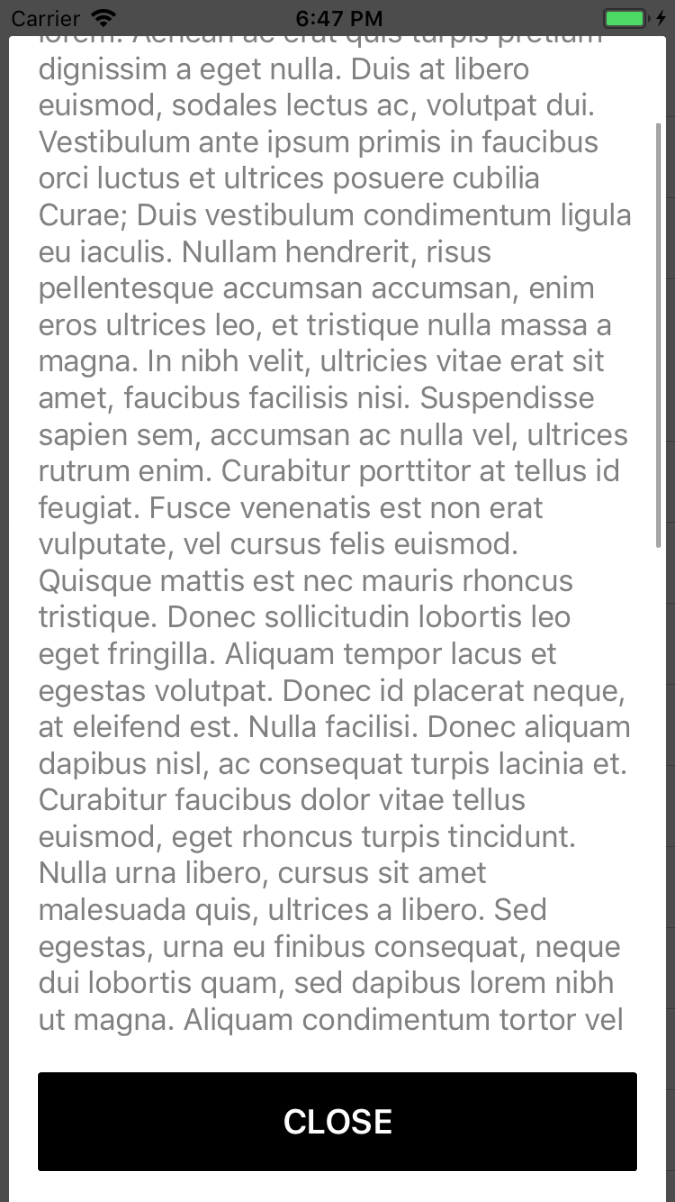 Carrier 6:47 PM
lorem. Aenean ac erat quis turpis pretium
dignissim a eget nulla. Duis at libero
euismod, sodales lectus ac, volutpat dui.
Vestibulum ante ipsum primis in faucibus
orci luctus et ultrices posuere cubilia
Curae; Duis vestibulum condimentum ligula
eu iaculis. Nullam hendrerit, risus
pellentesque accumsan accumsan, enim
eros ultrices leo, et tristique nulla massa a
magna. In nibh velit, ultricies vitae erat sit
amet, faucibus facilisis nisi. Suspendisse
sapien sem, accumsan ac nulla vel, ultrices
rutrum enim. Curabitur porttitor at tellus id
feugiat. Fusce venenatis est non erat
vulputate, vel cursus felis euismod.
Quisque mattis est nec mauris rhoncus
tristique. Donec sollicitudin lobortis leo
eget fringilla. Aliquam tempor lacus et
egestas volutpat. Donec id placerat neque,
at eleifend est. Nulla facilisi. Donec aliquam
dapibus nisl, ac consequat turpis lacinia et.
Curabitur faucibus dolor vitae tellus
euismod, eget rhoncus turpis tincidunt.
Nulla urna libero, cursus sit amet
malesuada quis, ultrices a libero. Sed
egestas, urna eu finibus consequat, neque
dui lobortis quam, sed dapibus lorem nibh
ut magna. Aliquam condimentum tortor vel
CLOSE